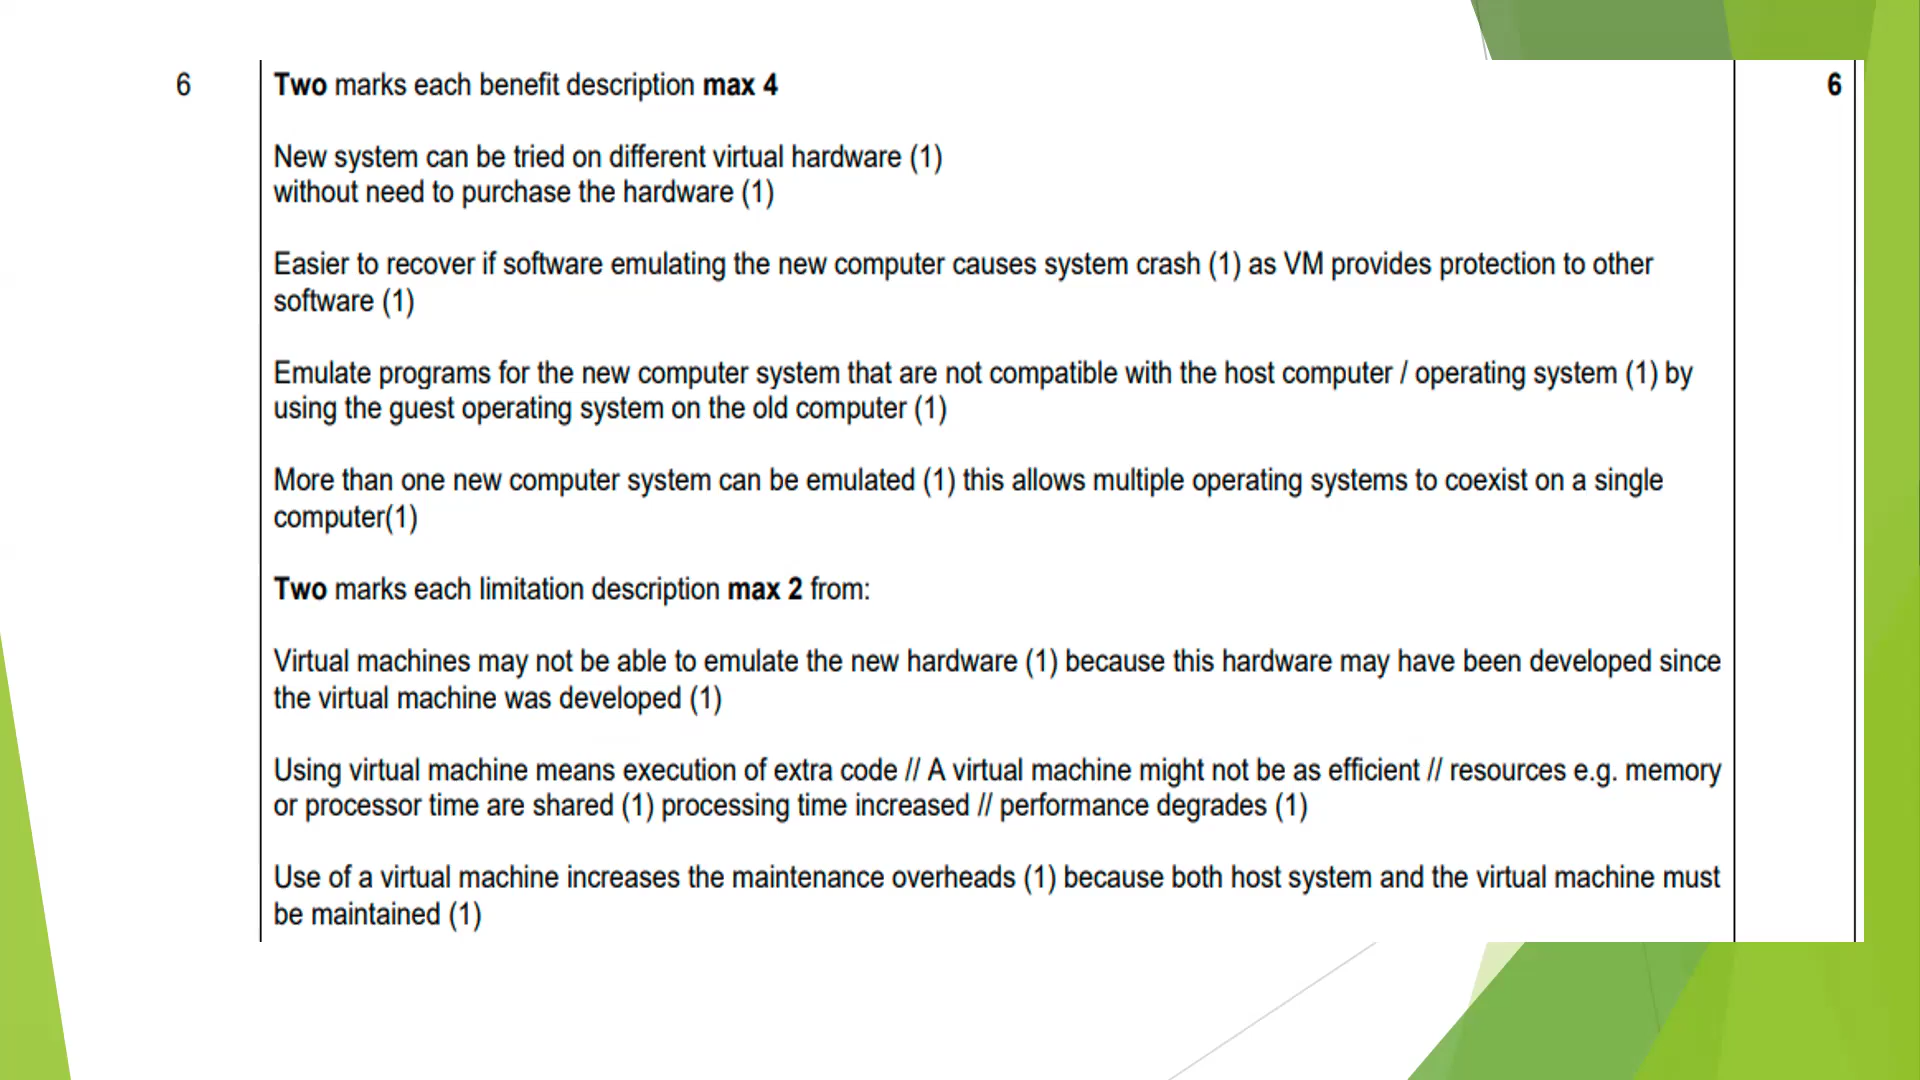 6 Two marks each benefit description max 4 6
New system can be tried on different virtual hardware (1)
without need to purchase the hardware (1)
Easier to recover if software emulating the new computer causes system crash (1) as VM provides protection to other
software (1)
Emulate programs for the new computer system that are not compatible with the host computer / operating system (1) by
using the guest operating system on the old computer (1)
More than one new computer system can be emulated (1) this allows multiple operating systems to coexist on a single
computer(1)
Two marks each limitation description max 2 from:
Virtual machines may not be able to emulate the new hardware (1) because this hardware may have been developed since
the virtual machine was developed (1)
Using virtual machine means execution of extra code // A virtual machine might not be as efficient // resources e.g. memory
or processor time are shared (1) processing time increased // performance degrades (1)
Use of a virtual machine increases the maintenance overheads (1) because both host system and the virtual machine must
be maintained (1)